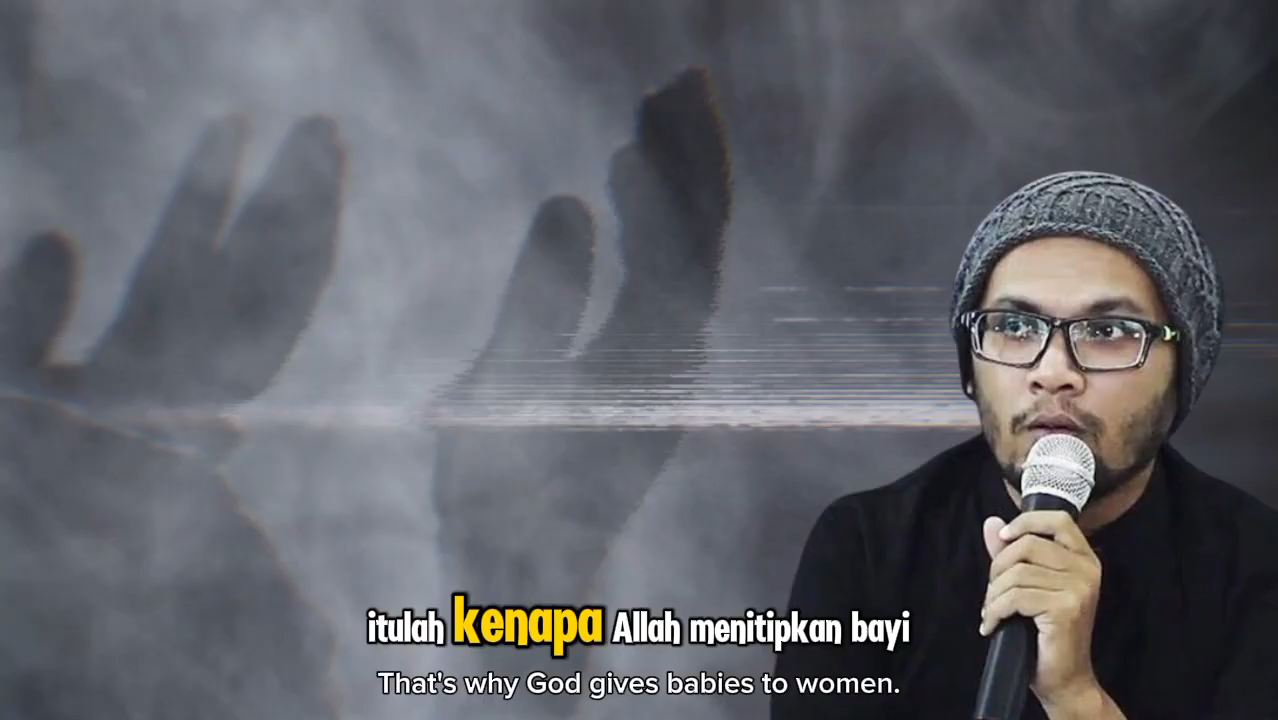 itulah kenapa Allah menitipkan bayi
That's why God gives babies to women.